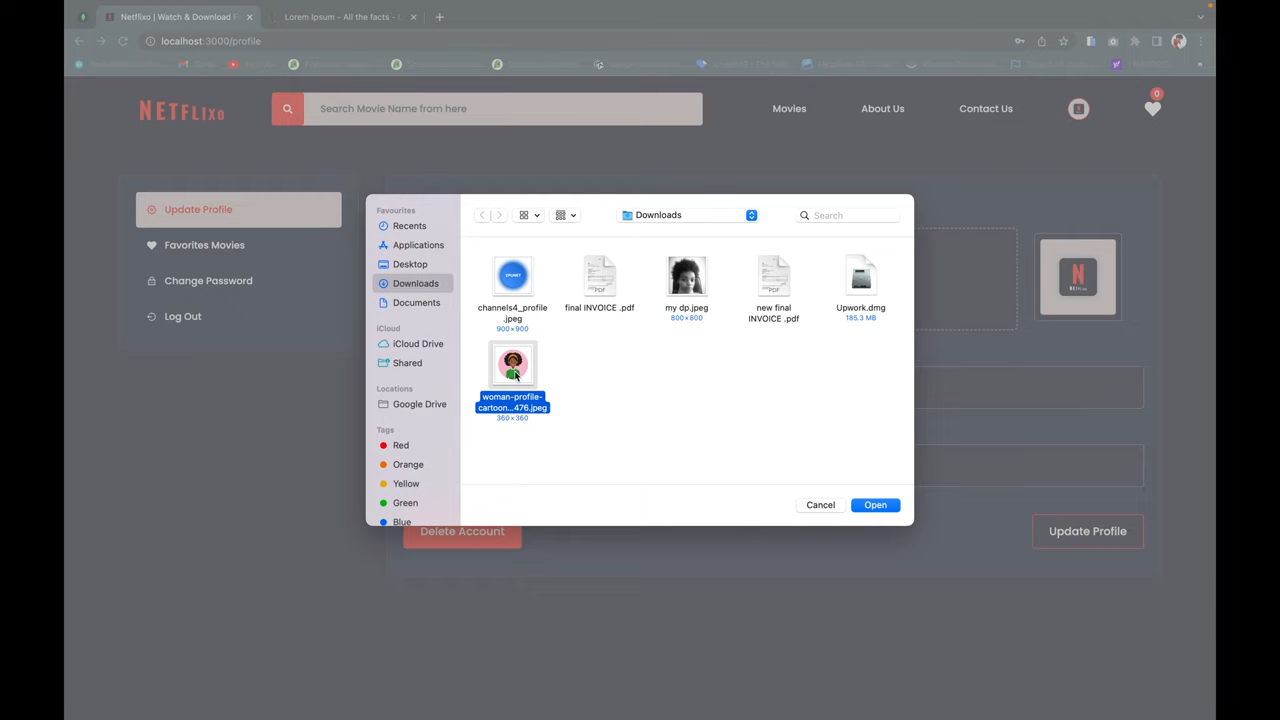 Netflixo | Watch & Download F
Lorem Ipsum - All the facts -
localhost:3000/profile
NETFLIXO
Search Movie Name from here
Movies
About Us
Contact Us
0
Update Profile
Favorites Movies
Change Password
Log Out
N
Favourites
Recents
Applications
Desktop
Downloads
Documents
iCloud
iCloud Drive
Shared
Locations
Google Drive
Tags
Red
Orange
Yellow
Green
Blue
Downloads
Search
channels4_profile
.jpeg
900×900
final INVOICE .pdf
my dp.jpeg
800×800
new final
INVOICE .pdf
Upwork.dmg
185.3 MB
PDF
PDF
woman-profile-
cartoon...476.jpeg
360×360
Cancel
Open
Delete Account
Update Profile